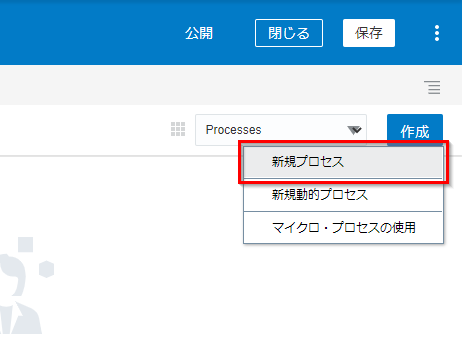 公開
閉じる
保存
Processes
作成
新規プロセス
新規動的プロセス
マイクロ・プロセスの使用